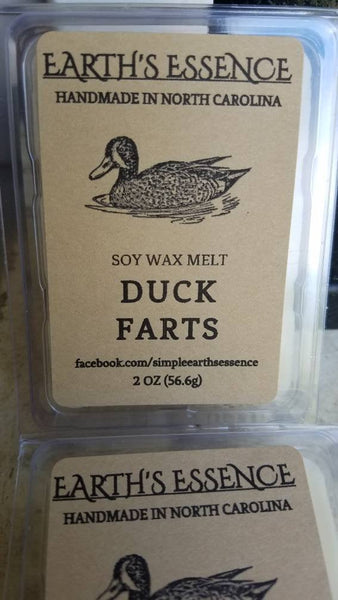 EARTH'S ESSENCE
HANDMADE IN NORTH CAROLINA
SOY WAX MELT
DUCK
FARTS
facebook.com/simpleearthsessence
2 OZ (56.6g)
EARTH'S ESSENCE
HANDMADE IN NORTH CAROLINA